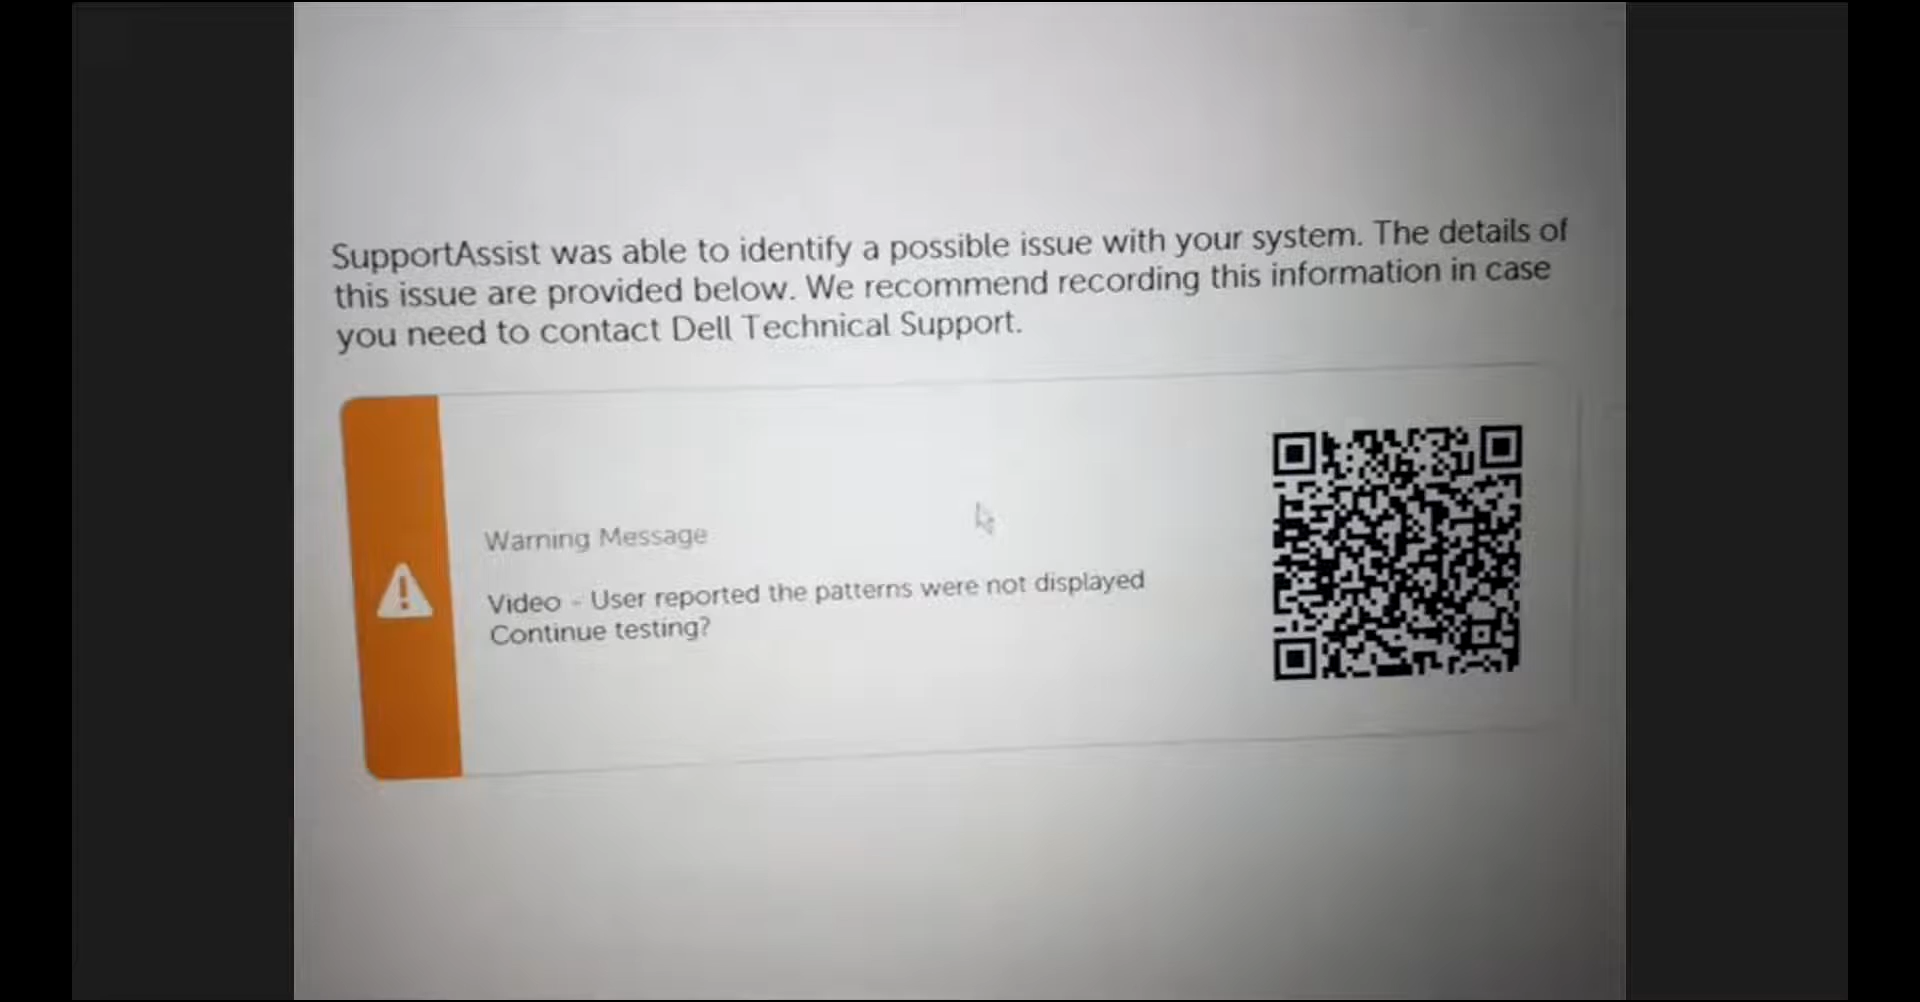 SupportAssist was able to identify a possible issue with your system. The details of
this issue are provided below. We recommend recording this information in case
you need to contact Dell Technical Support.
Warning Message
Video - User reported the patterns were not displayed
Continue testing?